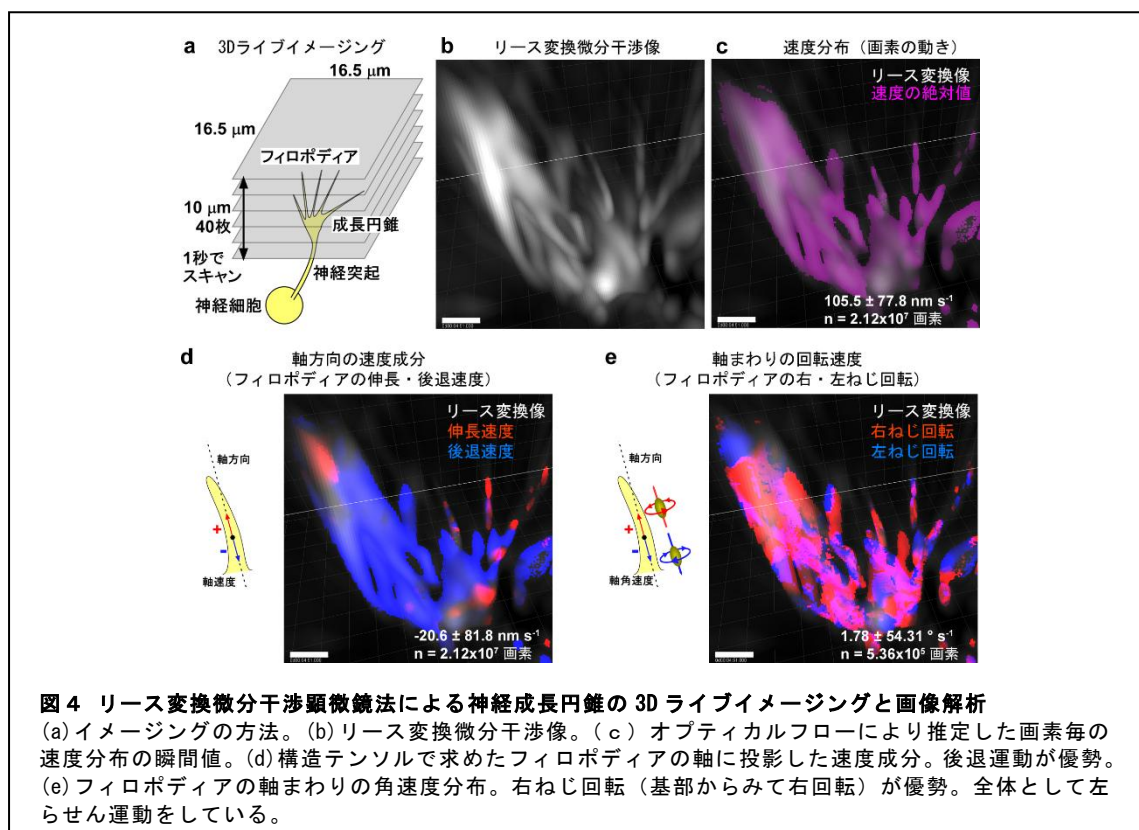 a 3Dライブイメージング
16.5 μm
16.5 μm
フィロポディア
10 μm
40枚
成長円錐
1秒で
スキャン
神経突起
神経細胞
b リース変換微分干渉像
c 速度分布（画素の動き）
リース変換像
速度の絶対値
105.5 ± 77.8 nm s⁻¹
n = 2.12x10⁷ 画素
d 軸方向の速度成分
（フィロポディアの伸長・後退速度）
軸方向
+
-
軸速度
リース変換像
伸長速度
後退速度
-20.6 ± 81.8 nm s⁻¹
n = 2.12x10⁷ 画素
e 軸まわりの回転速度
（フィロポディアの右・左ねじ回転）
軸方向
+
-
軸角速度
リース変換像
右ねじ回転
左ねじ回転
1.78 ± 54.31 ° s⁻¹
n = 5.36x10⁵ 画素
図４ リース変換微分干渉顕微鏡法による神経成長円錐の 3D ライブイメージングと画像解析
(a)イメージングの方法。(b)リース変換微分干渉像。（ｃ）オプティカルフローにより推定した画素毎の
速度分布の瞬間値。(d)構造テンソルで求めたフィロポディアの軸に投影した速度成分。後退運動が優勢。
(e)フィロポディアの軸まわりの角速度分布。右ねじ回転（基部からみて右回転）が優勢。全体として左
らせん運動をしている。